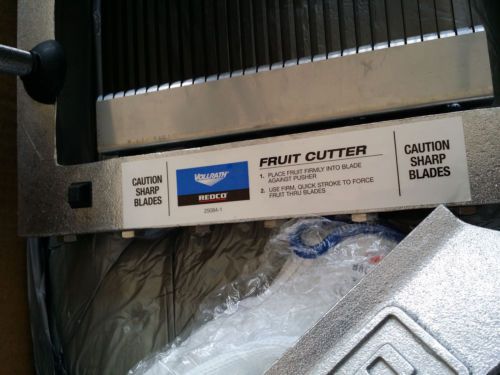 CAUTION
SHARP
BLADES
VOLLRATH
REDCO
25084-1
FRUIT CUTTER
1. PLACE FRUIT FIRMLY INTO BLADE
AGAINST PUSHER
2. USE FIRM, QUICK STROKE TO FORCE
FRUIT THRU BLADES
CAUTION
SHARP
BLADES